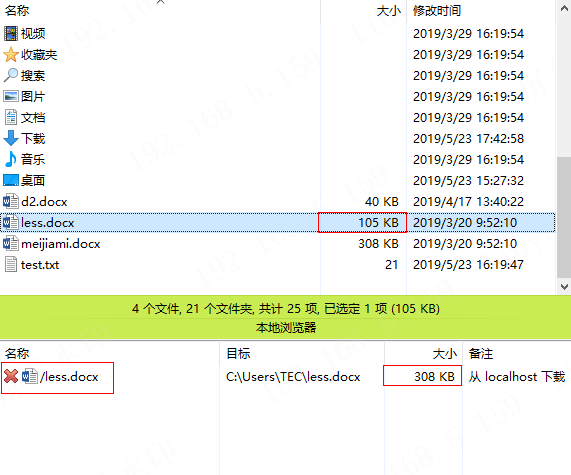 名称 大小 修改时间
视频 2019/3/29 16:19:54
收藏夹 2019/3/29 16:19:54
搜索 2019/3/29 16:19:54
图片 2019/3/29 16:19:54
文档 2019/3/29 16:19:54
下载 2019/5/23 17:42:58
音乐 2019/3/29 16:19:54
桌面 2019/5/23 15:27:32
d2.docx 40 KB 2019/4/17 13:40:22
less.docx 105 KB 2019/3/20 9:52:10
meijiami.docx 308 KB 2019/3/20 9:52:10
test.txt 21 2019/5/23 16:19:47
4 个文件, 21 个文件夹, 共计 25 项, 已选定 1 项 (105 KB)
本地浏览器
名称 目标 大小 备注
/less.docx C:\Users\TEC\less.docx 308 KB 从 localhost 下载